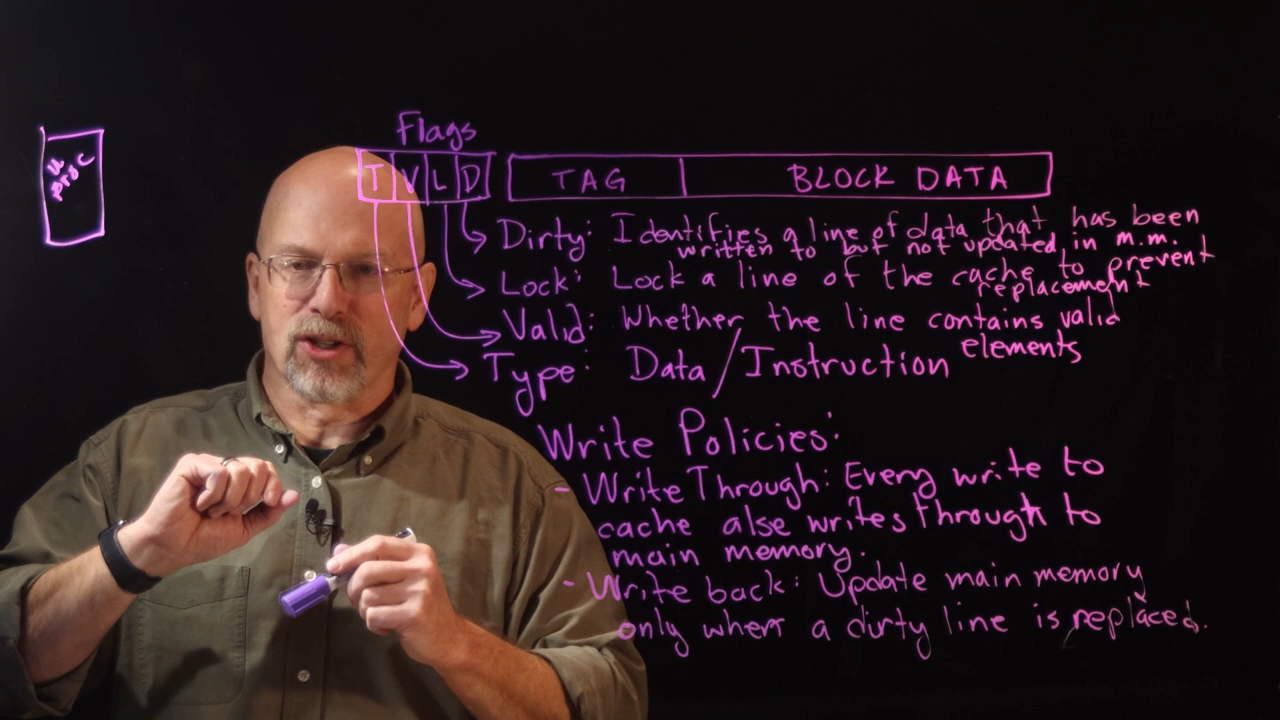 Flags
T V L D TAG BLOCK DATA
μ
proc
Dirty: Identifies a line of data that has been
written to but not updated in m.m.
Lock: Lock a line of the cache to prevent
replacement
Valid: Whether the line contains valid
elements
Type: Data/Instruction
Write Policies:
- Write Through: Every write to
cache alse writes through to
main memory.
- Write back: Update main memory
only when a dirty line is replaced.